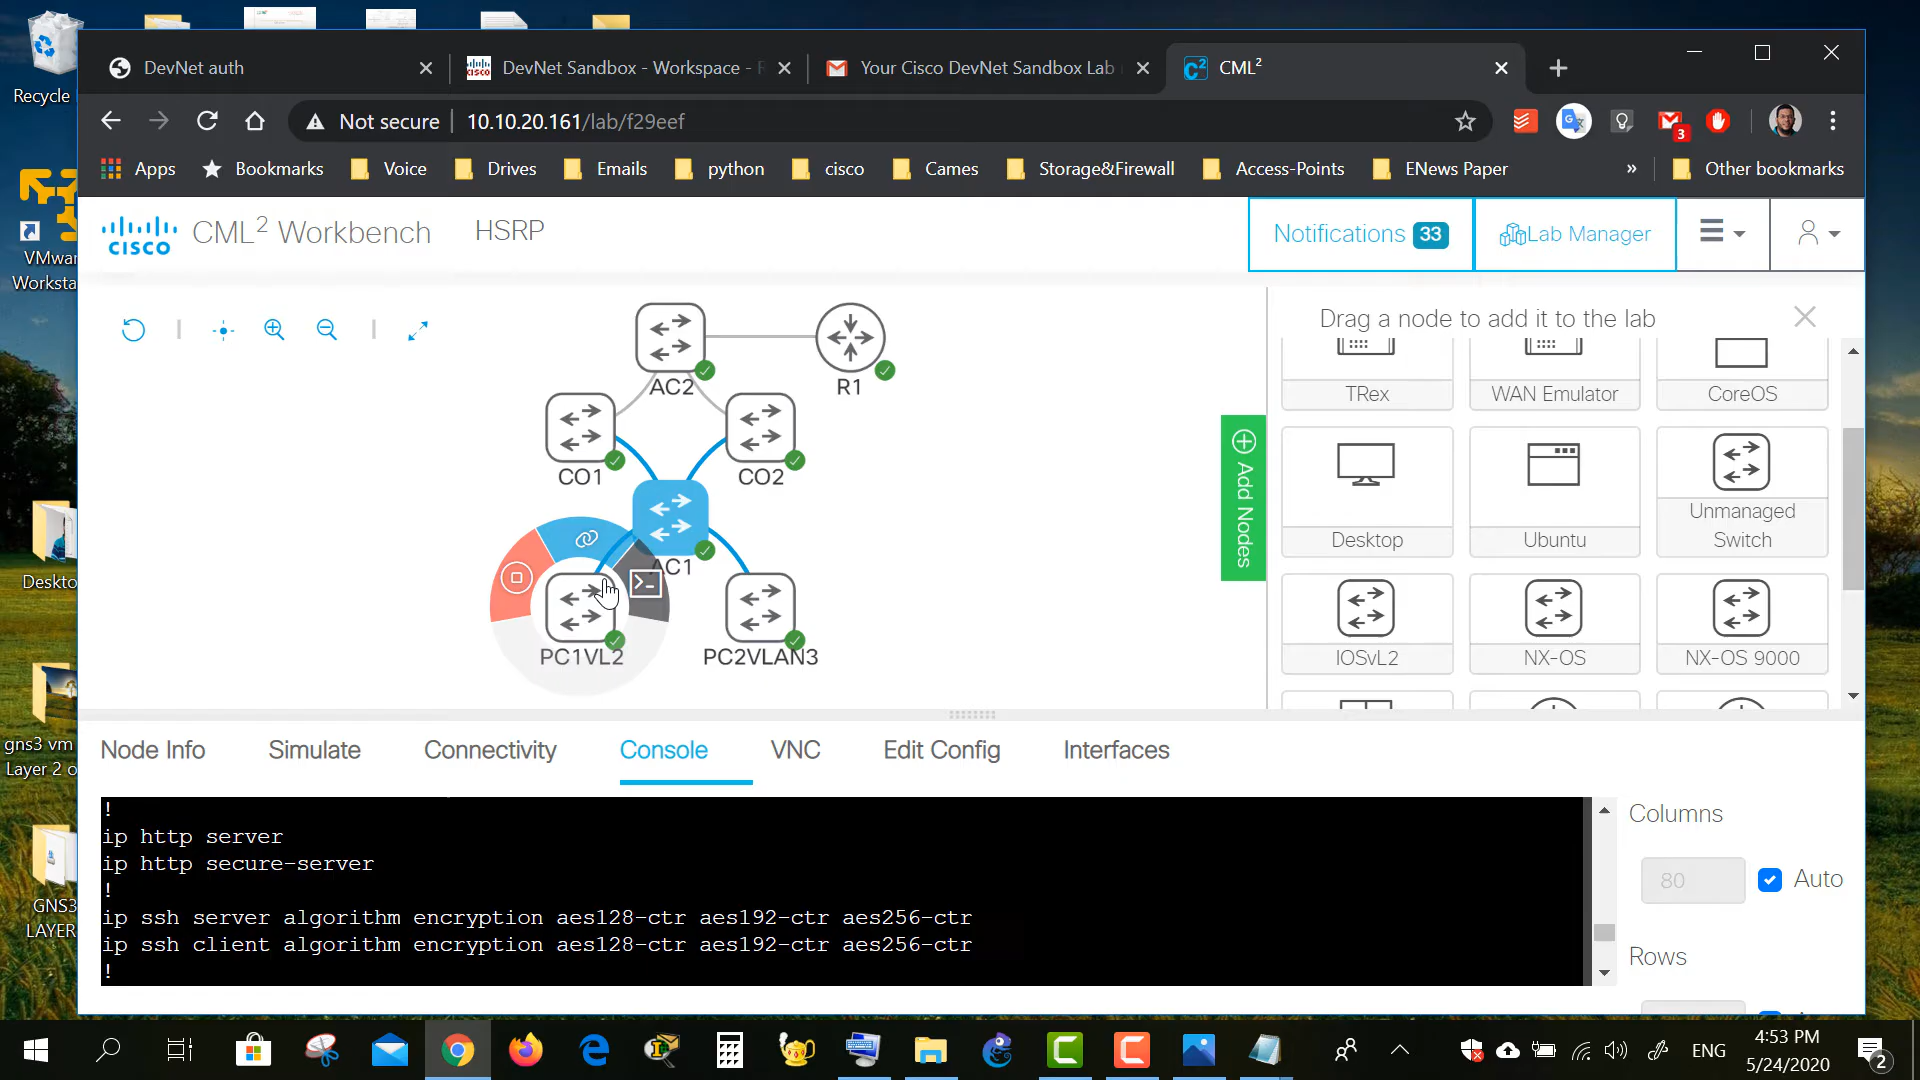 DevNet auth
DevNet Sandbox - Workspace -
Your Cisco DevNet Sandbox Lab
CML²
Recycle
Not secure
10.10.20.161/lab/f29eef
3
Apps
Bookmarks
Voice
Drives
Emails
python
cisco
Cames
Storage&Firewall
Access-Points
ENews Paper
»
Other bookmarks
cisco
CML² Workbench
HSRP
Notifications 33
Lab Manager
VMwar
Worksta
Drag a node to add it to the lab
AC2
R1
CO1
CO2
AC1
PC1VL2
PC2VLAN3
Add Nodes
TRex
WAN Emulator
CoreOS
Desktop
Ubuntu
Unmanaged
Switch
IOSvL2
NX-OS
NX-OS 9000
Deskto
gns3 vm
Layer 2 o
GNS3
LAYER
Node Info
Simulate
Connectivity
Console
VNC
Edit Config
Interfaces
!
ip http server
ip http secure-server
!
ip ssh server algorithm encryption aes128-ctr aes192-ctr aes256-ctr
ip ssh client algorithm encryption aes128-ctr aes192-ctr aes256-ctr
!
Columns
80
Auto
Rows
ENG
4:53 PM
5/24/2020
2